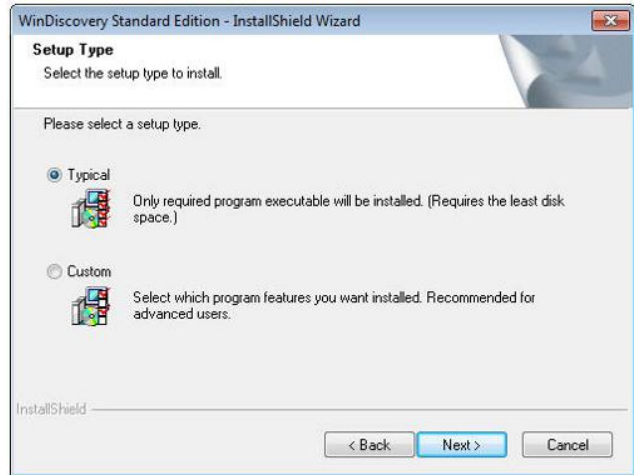 WinDiscovery Standard Edition - InstallShield Wizard
Setup Type
Select the setup type to install.
Please select a setup type.
Typical
Only required program executable will be installed. (Requires the least disk
space.)
Custom
Select which program features you want installed. Recommended for
advanced users.
InstallShield
< Back
Next >
Cancel